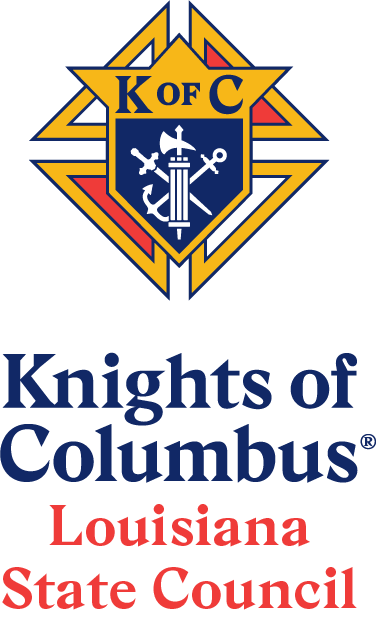 K OF C
Knights of
Columbus®
Louisiana
State Council